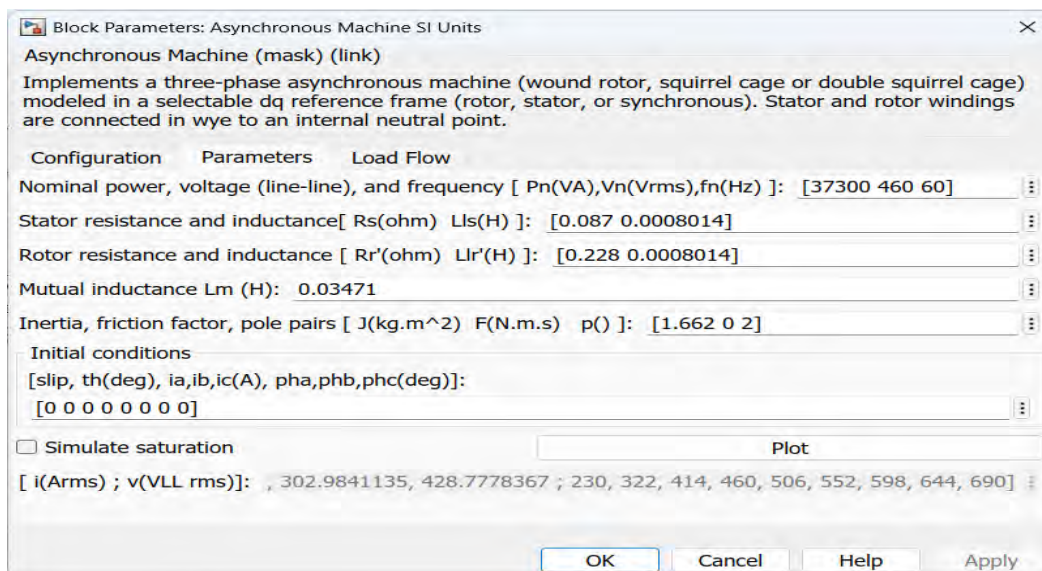 Block Parameters: Asynchronous Machine SI Units
Asynchronous Machine (mask) (link)
Implements a three-phase asynchronous machine (wound rotor, squirrel cage or double squirrel cage)
modeled in a selectable dq reference frame (rotor, stator, or synchronous). Stator and rotor windings
are connected in wye to an internal neutral point.
Configuration Parameters Load Flow
Nominal power, voltage (line-line), and frequency [ Pn(VA),Vn(Vrms),fn(Hz) ]: [37300 460 60]
Stator resistance and inductance[ Rs(ohm) Lls(H) ]: [0.087 0.0008014]
Rotor resistance and inductance [ Rr'(ohm) Llr'(H) ]: [0.228 0.0008014]
Mutual inductance Lm (H): 0.03471
Inertia, friction factor, pole pairs [ J(kg.m^2) F(N.m.s) p() ]: [1.662 0 2]
Initial conditions
[slip, th(deg), ia,ib,ic(A), pha,phb,phc(deg)]:
[0 0 0 0 0 0 0 0]
Simulate saturation Plot
[ i(Arms) ; v(VLL rms)]: , 302.9841135, 428.7778367 ; 230, 322, 414, 460, 506, 552, 598, 644, 690]
OK Cancel Help Apply